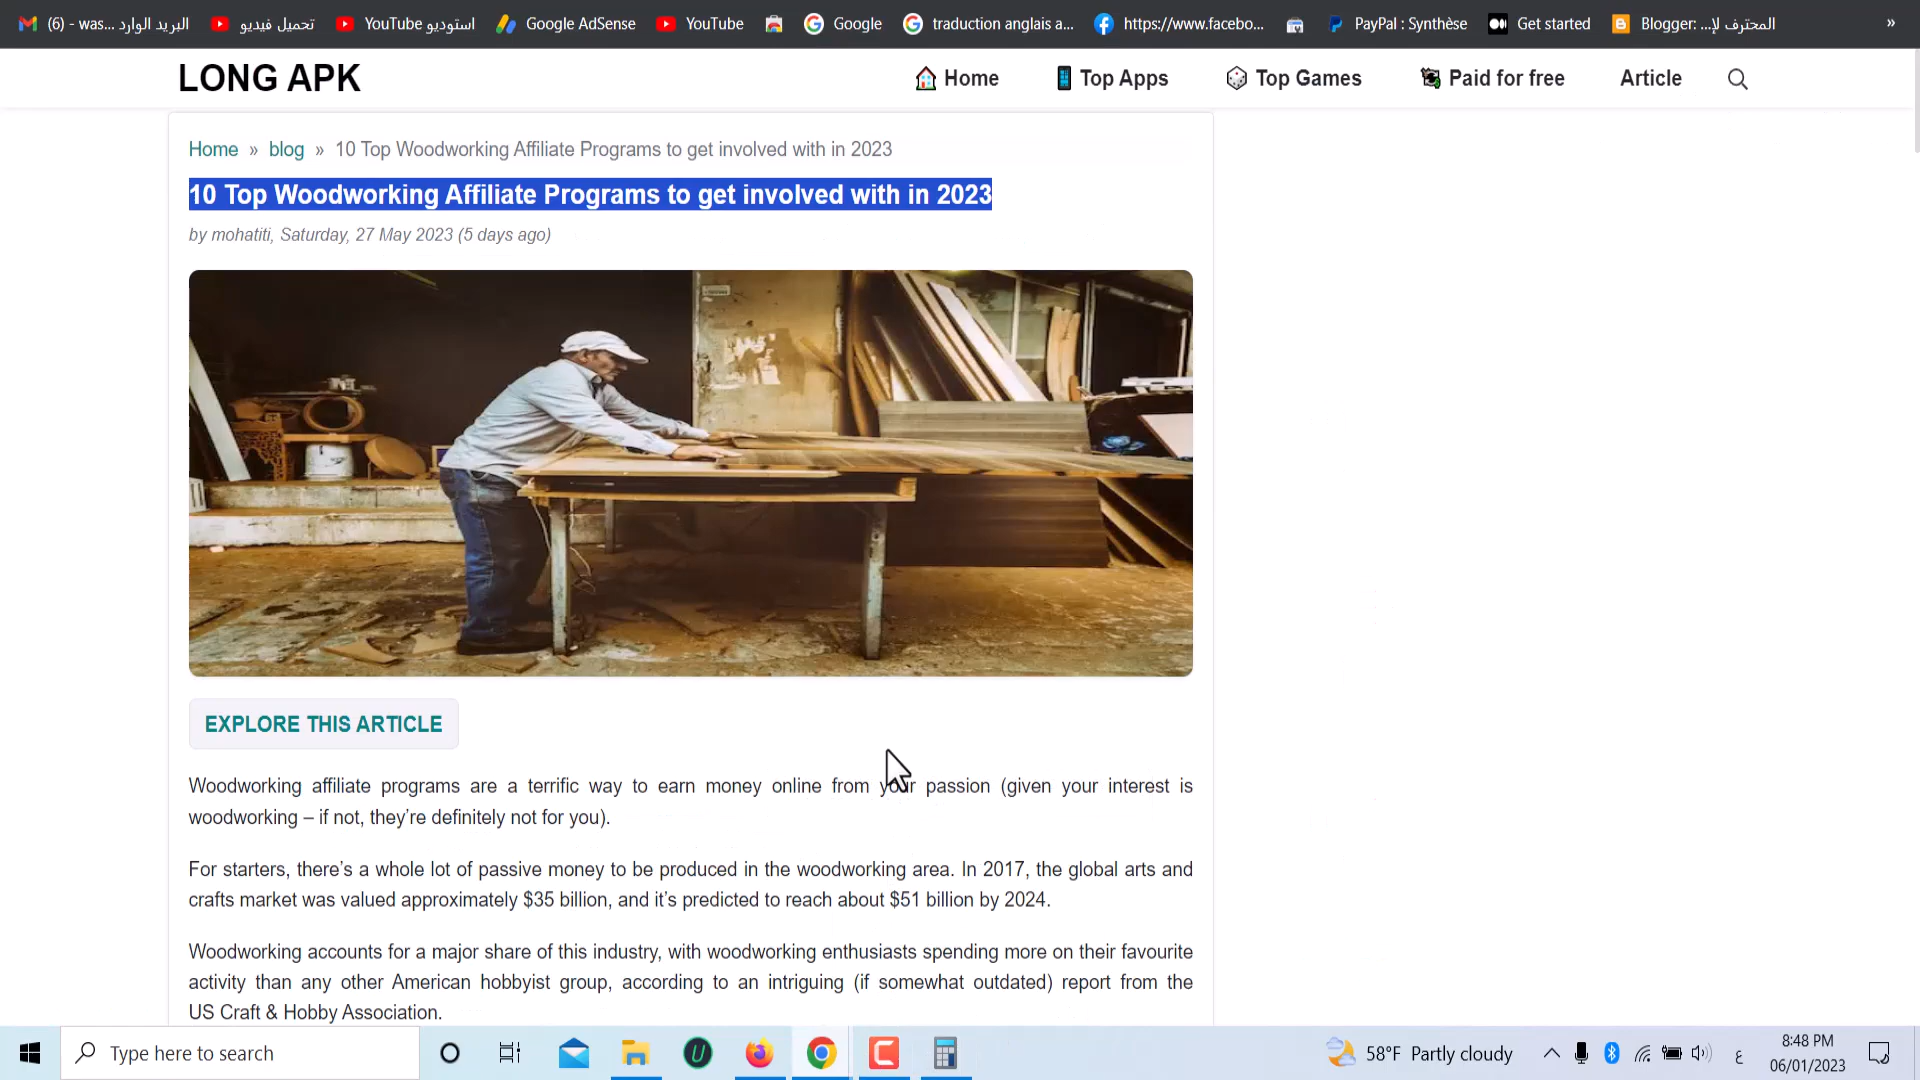 (6) - was... البريد الوارد
تحميل فيديو
استوديو YouTube
Google AdSense
YouTube
Google
traduction anglais a...
https://www.facebo...
PayPal : Synthèse
Get started
Blogger: ...المحترف لإ
»
LONG APK
Home
Top Apps
Top Games
Paid for free
Article
Home » blog » 10 Top Woodworking Affiliate Programs to get involved with in 2023
10 Top Woodworking Affiliate Programs to get involved with in 2023
by mohatiti, Saturday, 27 May 2023 (5 days ago)
EXPLORE THIS ARTICLE
Woodworking affiliate programs are a terrific way to earn money online from your passion (given your interest is
woodworking – if not, they’re definitely not for you).
For starters, there’s a whole lot of passive money to be produced in the woodworking area. In 2017, the global arts and
crafts market was valued approximately $35 billion, and it’s predicted to reach about $51 billion by 2024.
Woodworking accounts for a major share of this industry, with woodworking enthusiasts spending more on their favourite
activity than any other American hobbyist group, according to an intriguing (if somewhat outdated) report from the
US Craft & Hobby Association.
Type here to search
58°F Partly cloudy
ع
8:48 PM
06/01/2023